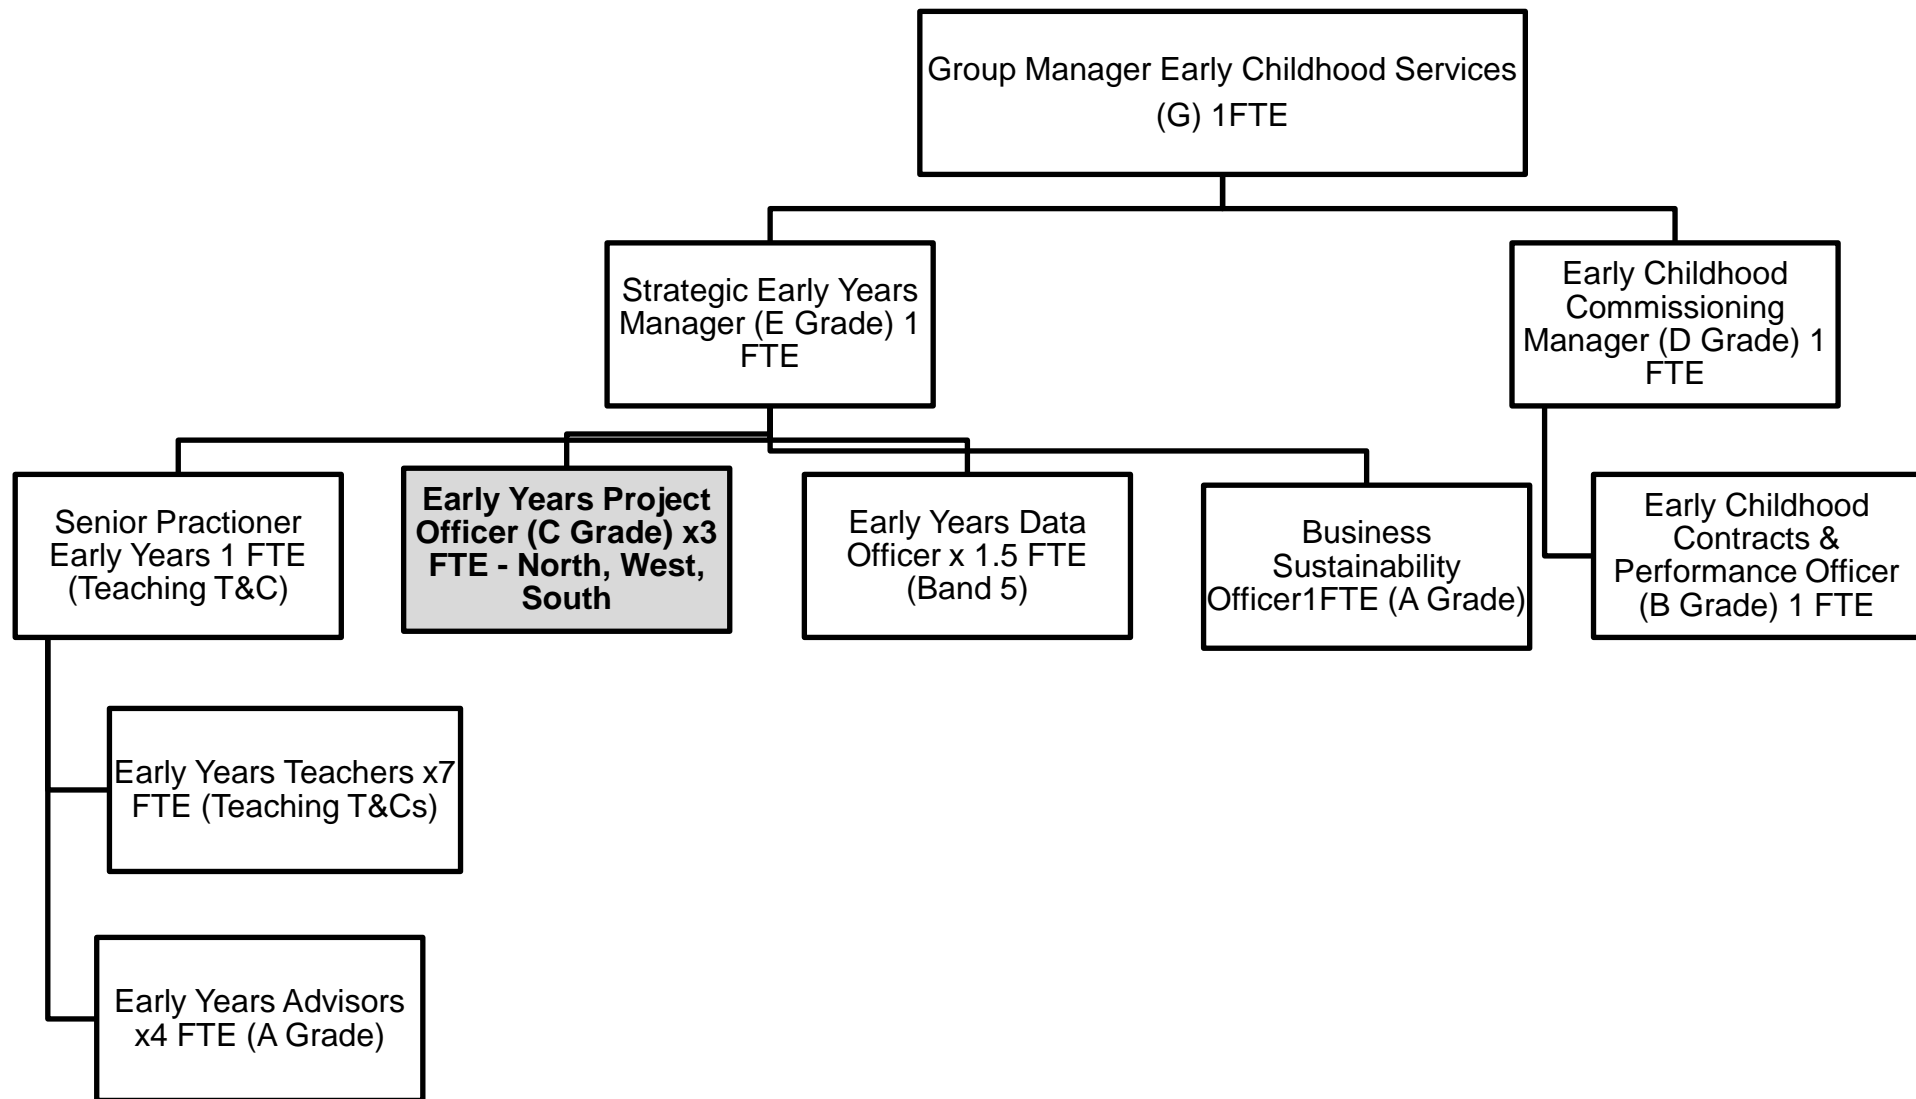 Group Manager Early Childhood Services
(G) 1FTE
Strategic Early Years
Manager (E Grade) 1
FTE
Early Childhood
Commissioning
Manager (D Grade) 1
FTE
Senior Practioner
Early Years 1 FTE
(Teaching T&C)
Early Years Project
Officer (C Grade) x3
FTE - North, West,
South
Early Years Data
Officer x 1.5 FTE
(Band 5)
Business
Sustainability
Officer1FTE (A Grade)
Early Childhood
Contracts &
Performance Officer
(B Grade) 1 FTE
Early Years Teachers x7
FTE (Teaching T&Cs)
Early Years Advisors
x4 FTE (A Grade)